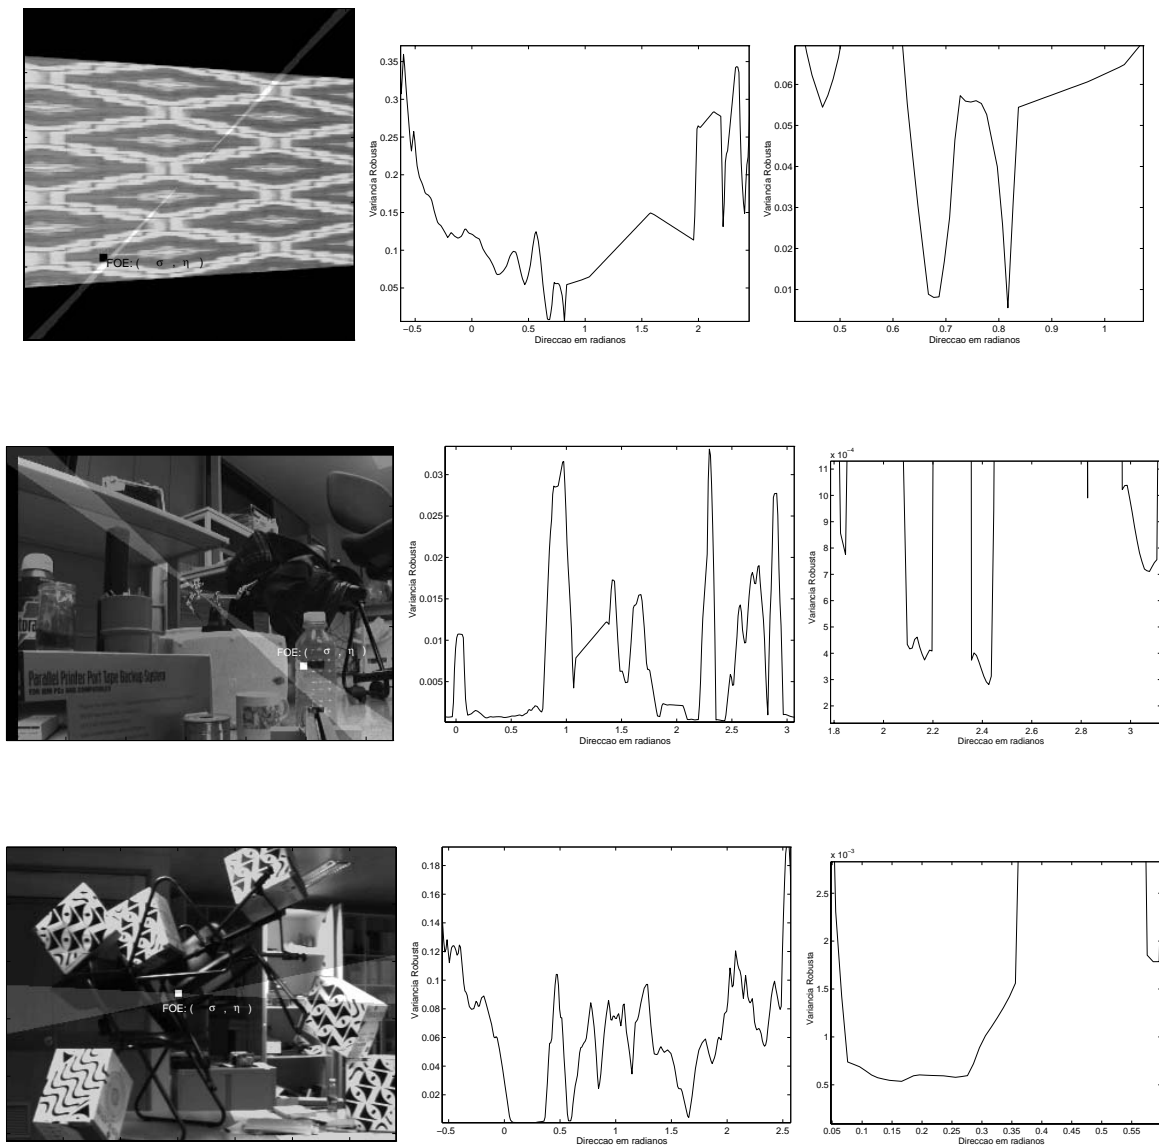 FOE: ( σ , η )
0.35
0.3
0.25
0.2
0.15
0.1
0.05
−0.5 0 0.5 1 1.5 2
Variancia Robusta
Direccao em radianos
0.06
0.05
0.04
0.03
0.02
0.01
0.5 0.6 0.7 0.8 0.9 1
Variancia Robusta
Direccao em radianos
Parallel Printer Port Tape Backup System
FOR IBM PCs AND COMPATIBLES
FOE: ( σ , η )
0.03
0.025
0.02
0.015
0.01
0.005
0 0.5 1 1.5 2 2.5 3
Variancia Robusta
Direccao em radianos
x 10⁻⁴
11
10
9
8
7
6
5
4
3
2
1.8 2 2.2 2.4 2.6 2.8 3
Variancia Robusta
Direccao em radianos
FOE: ( σ , η )
0.18
0.16
0.14
0.12
0.1
0.08
0.06
0.04
0.02
−0.5 0 0.5 1 1.5 2 2.5
Variancia Robusta
Direccao em radianos
x 10⁻³
2.5
2
1.5
1
0.5
0.05 0.1 0.15 0.2 0.25 0.3 0.35 0.4 0.45 0.5 0.55
Variancia Robusta
Direccao em radianos